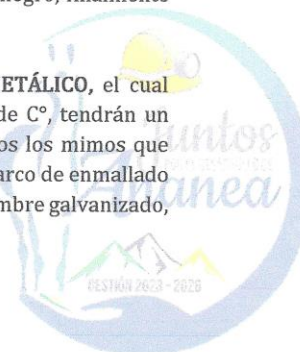 negro, finalmente
ETÁLICO, el cual
de C°, tendrán un
os los mimos que
arco de enmallado
mbre galvanizado,
Juntos
Ananea
GESTIÓN 2023 - 2026